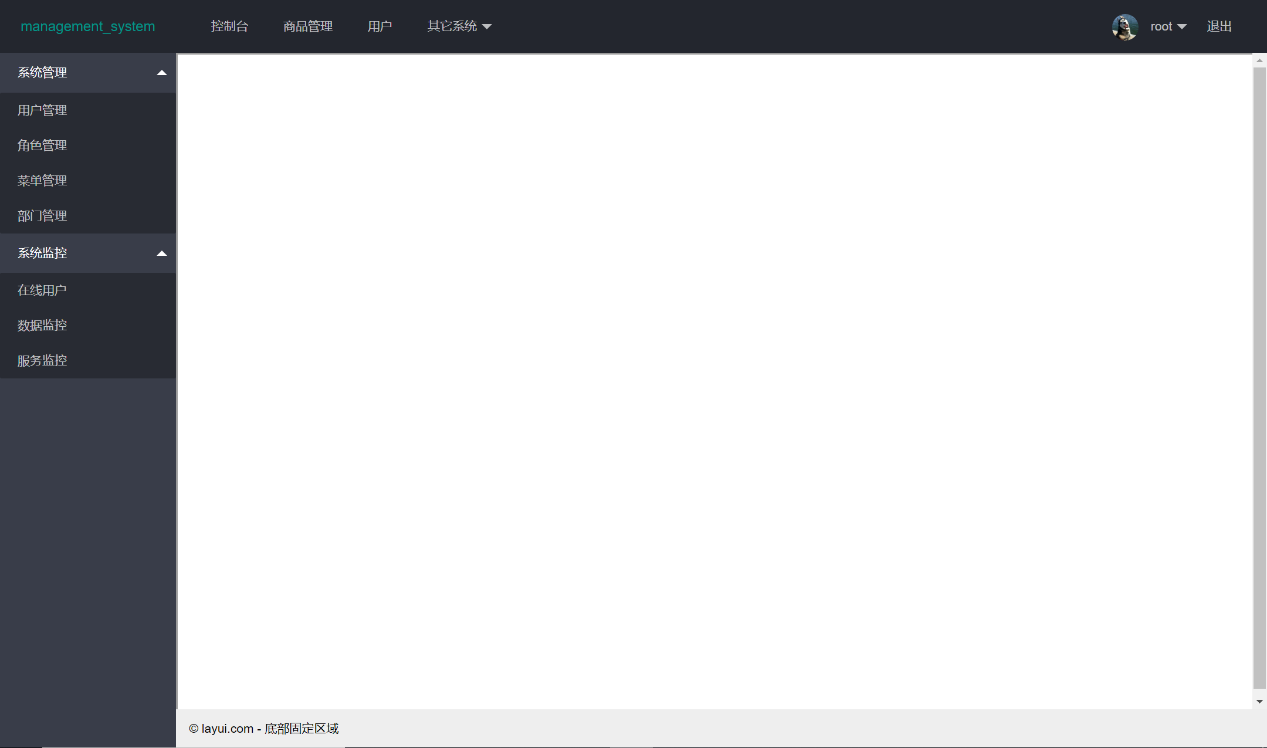 management_system
控制台
商品管理
用户
其它系统
root
退出
系统管理
用户管理
角色管理
菜单管理
部门管理
系统监控
在线用户
数据监控
服务监控
© layui.com - 底部固定区域